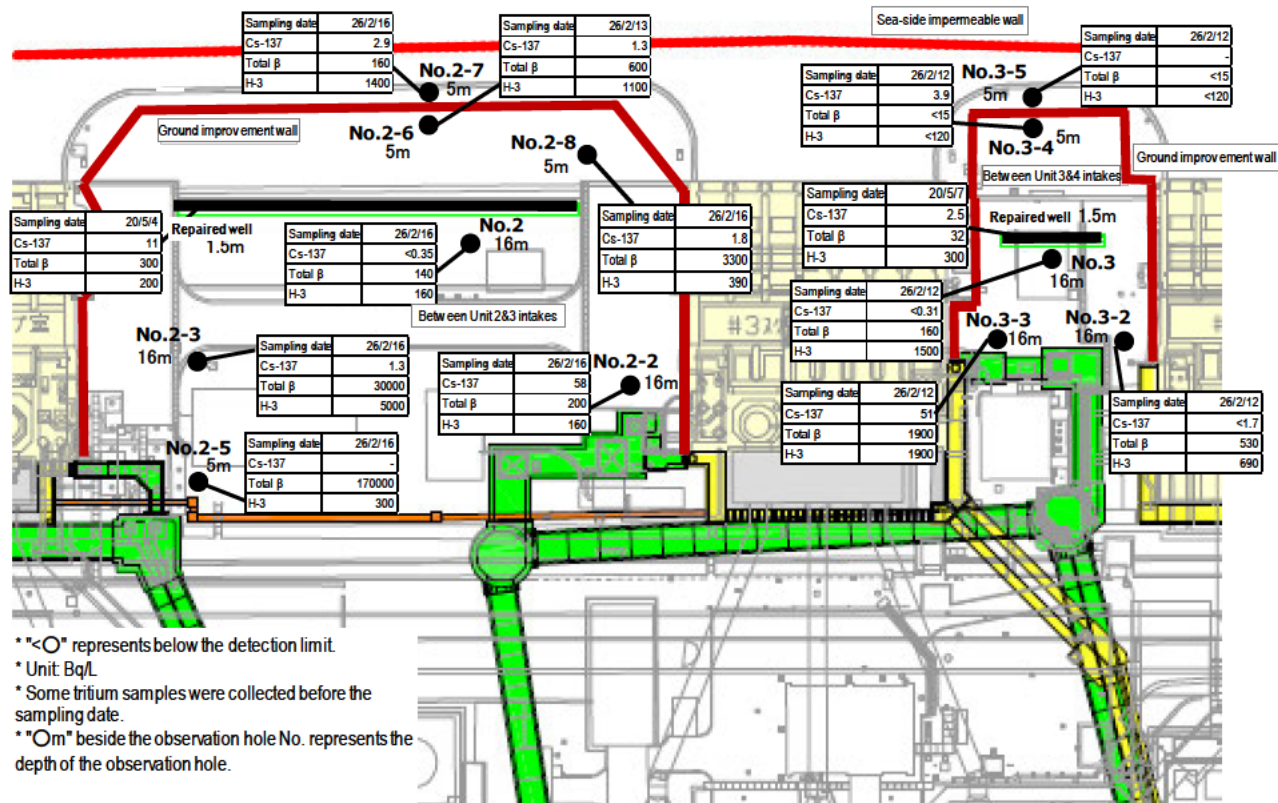 Sea-side impermeable wall
Sampling date 26/2/16
Cs-137 2.9
Total β 160
H-3 1400
No.2-7
5m
Sampling date 26/2/13
Cs-137 1.3
Total β 600
H-3 1100
No.2-6
5m
Ground improvement wall
No.2-8
5m
Sampling date 26/2/12
Cs-137 3.9
Total β <15
H-3 <120
No.3-5
5m
Sampling date 26/2/12
Cs-137 -
Total β <15
H-3 <120
5m
No.3-4
Ground improvement wall
Between Unit 3&4 intakes
Sampling date 20/5/4
Cs-137 11
Total β 300
H-3 200
Repaired well
1.5m
Sampling date 26/2/16
Cs-137 <0.35
Total β 140
H-3 160
No.2
16m
Sampling date 26/2/16
Cs-137 1.8
Total β 3300
H-3 390
Sampling date 20/5/7
Cs-137 2.5
Total β 32
H-3 300
Repaired well 1.5m
No.3
16m
Between Unit 2&3 intakes
Sampling date 26/2/12
Cs-137 <0.31
Total β 160
H-3 1500
#3ス
No.2-3
16m
Sampling date 26/2/16
Cs-137 1.3
Total β 30000
H-3 5000
Sampling date 26/2/16
Cs-137 58
Total β 200
H-3 160
No.2-2
16m
No.3-3
16m
No.3-2
16m
Sampling date 26/2/12
Cs-137 51
Total β 1900
H-3 1900
Sampling date 26/2/12
Cs-137 <1.7
Total β 530
H-3 690
No.2-5
5m
Sampling date 26/2/16
Cs-137 -
Total β 170000
H-3 300
* "<○" represents below the detection limit.
* Unit: Bq/L
* Some tritium samples were collected before the
sampling date.
* "○m" beside the observation hole No. represents the
depth of the observation hole.